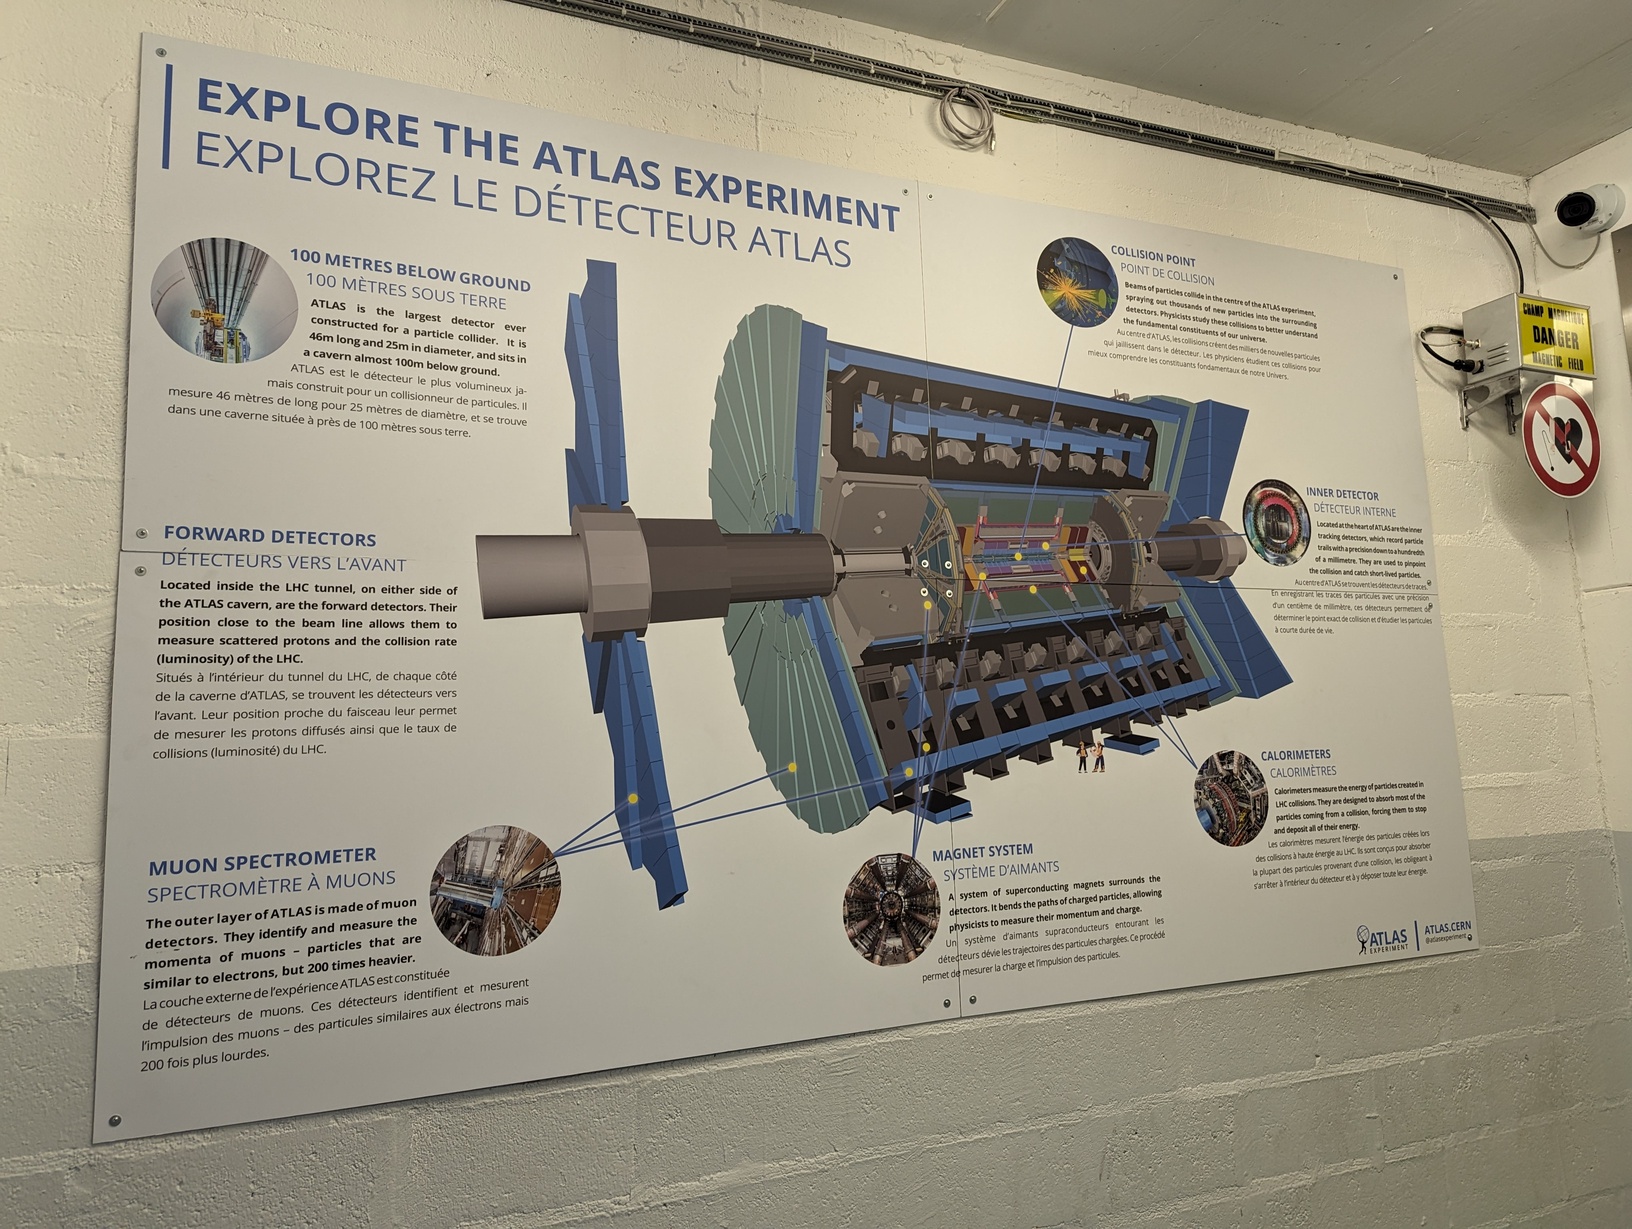 EXPLORE THE ATLAS EXPERIMENT
EXPLOREZ LE DÉTECTEUR ATLAS
100 METRES BELOW GROUND
100 MÈTRES SOUS TERRE
ATLAS is the largest detector ever
constructed for a particle collider. It is
46m long and 25m in diameter, and sits in
a cavern almost 100m below ground.
ATLAS est le détecteur le plus volumineux ja-
mais construit pour un collisionneur de particules. Il
mesure 46 mètres de long pour 25 mètres de diamètre, et se trouve
dans une caverne située à près de 100 mètres sous terre.
COLLISION POINT
POINT DE COLLISION
Beams of particles collide in the centre of the ATLAS experiment,
spraying out thousands of new particles into the surrounding
detectors. Physicists study these collisions to better understand
the fundamental constituents of our universe.
Au centre d'ATLAS, les collisions créent des milliers de nouvelles particules
qui jaillissent dans le détecteur. Les physiciens étudient ces collisions pour
mieux comprendre les constituants fondamentaux de notre Univers.
CHAMP MAGNETIQUE
DANGER
MAGNETIC FIELD
INNER DETECTOR
DÉTECTEUR INTERNE
Located at the heart of ATLAS are the inner
tracking detectors, which record particle
trails with a precision down to a hundredth
of a millimetre. They are used to pinpoint
the collision and catch short-lived particles.
Au centre d'ATLAS se trouvent les détecteurs de traces.
En enregistrant les traces des particules avec une précision
d'un centième de millimètre, ces détecteurs permettent de
déterminer le point exact de collision et d'étudier les particules
à courte durée de vie.
FORWARD DETECTORS
DÉTECTEURS VERS L'AVANT
Located inside the LHC tunnel, on either side of
the ATLAS cavern, are the forward detectors. Their
position close to the beam line allows them to
measure scattered protons and the collision rate
(luminosity) of the LHC.
Situés à l'intérieur du tunnel du LHC, de chaque côté
de la caverne d'ATLAS, se trouvent les détecteurs vers
l'avant. Leur position proche du faisceau leur permet
de mesurer les protons diffusés ainsi que le taux de
collisions (luminosité) du LHC.
MUON SPECTROMETER
SPECTROMÈTRE À MUONS
The outer layer of ATLAS is made of muon
detectors. They identify and measure the
momenta of muons – particles that are
similar to electrons, but 200 times heavier.
La couche externe de l'expérience ATLAS est constituée
de détecteurs de muons. Ces détecteurs identifient et mesurent
l'impulsion des muons – des particules similaires aux électrons mais
200 fois plus lourdes.
MAGNET SYSTEM
SYSTÈME D'AIMANTS
A system of superconducting magnets surrounds the
detectors. It bends the paths of charged particles, allowing
physicists to measure their momentum and charge.
Un système d'aimants supraconducteurs entourant les
détecteurs dévie les trajectoires des particules chargées. Ce procédé
permet de mesurer la charge et l'impulsion des particules.
CALORIMETERS
CALORIMÈTRES
Calorimeters measure the energy of particles created in
LHC collisions. They are designed to absorb most of the
particles coming from a collision, forcing them to stop
and deposit all of their energy.
Les calorimètres mesurent l'énergie des particules créées lors
des collisions à haute énergie au LHC. Ils sont conçus pour absorber
la plupart des particules provenant d'une collision, les obligeant à
s'arrêter à l'intérieur du détecteur et à y déposer toute leur énergie.
ATLAS
EXPERIMENT
ATLAS.CERN
@atlasexperiment